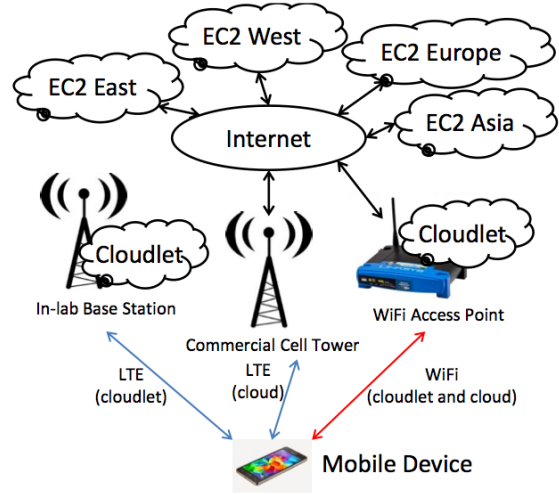 EC2 West
EC2 Europe
EC2 East
EC2 Asia
Internet
Cloudlet
Cloudlet
In-lab Base Station
WiFi Access Point
Commercial Cell Tower
LTE
(cloudlet)
LTE
(cloud)
WiFi
(cloudlet and cloud)
Mobile Device